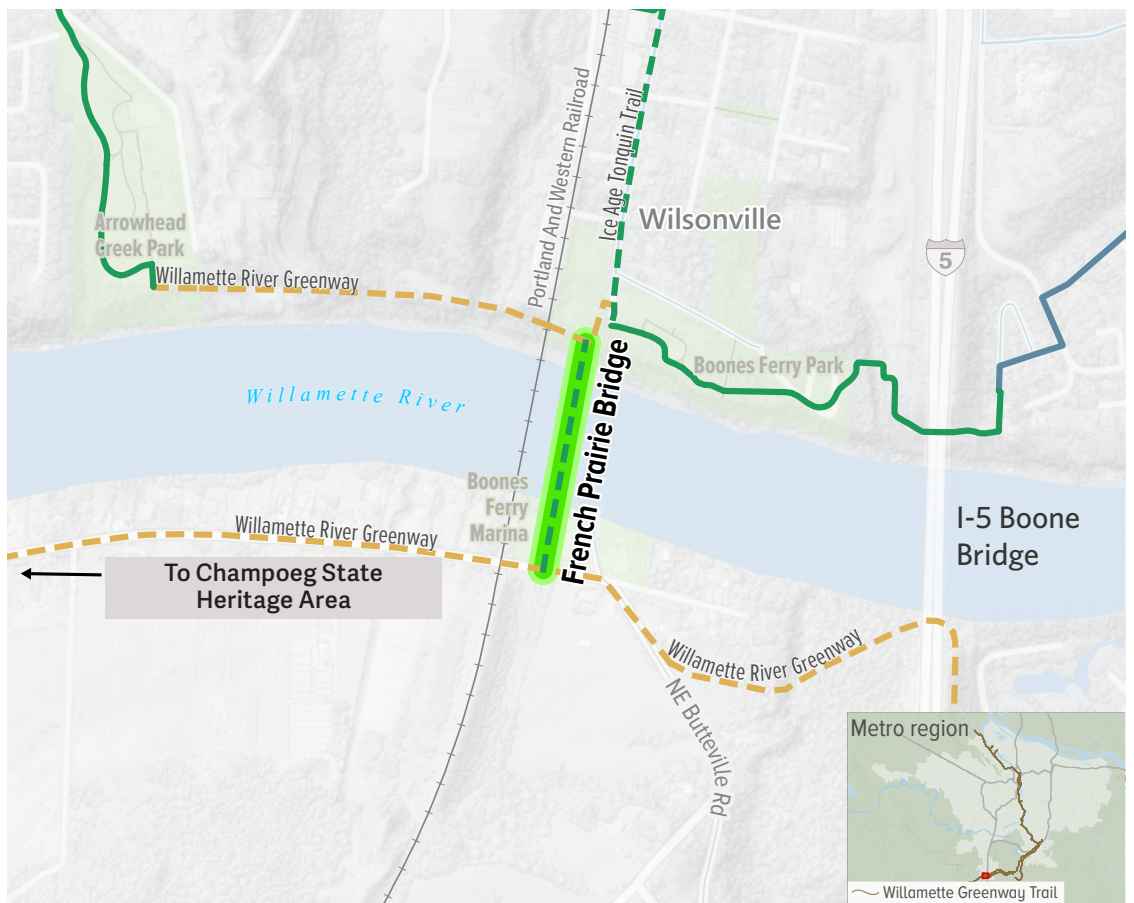 Portland And Western Railroad
Ice Age Tonquin Trail
Arrowhead
Creek Park
Wilsonville
5
Willamette River Greenway
Willamette River
Boones Ferry Park
French Prairie Bridge
Boones
Ferry
Marina
Willamette River Greenway
I-5 Boone
Bridge
To Champoeg State
Heritage Area
Willamette River Greenway
NE Butteville Rd
Metro region
Willamette Greenway Trail